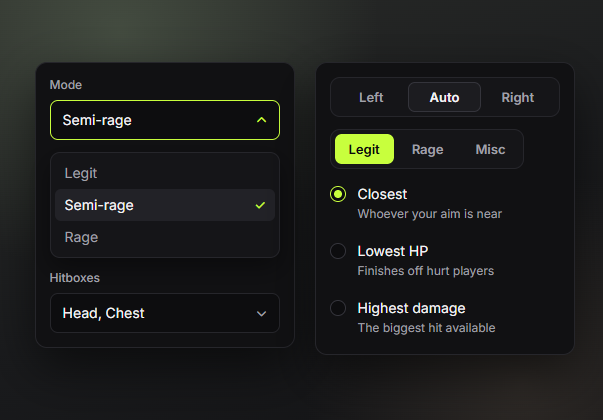 Mode
Semi-rage
Legit
Semi-rage
Rage
Hitboxes
Head, Chest
Left
Auto
Right
Legit
Rage
Misc
Closest
Whoever your aim is near
Lowest HP
Finishes off hurt players
Highest damage
The biggest hit available